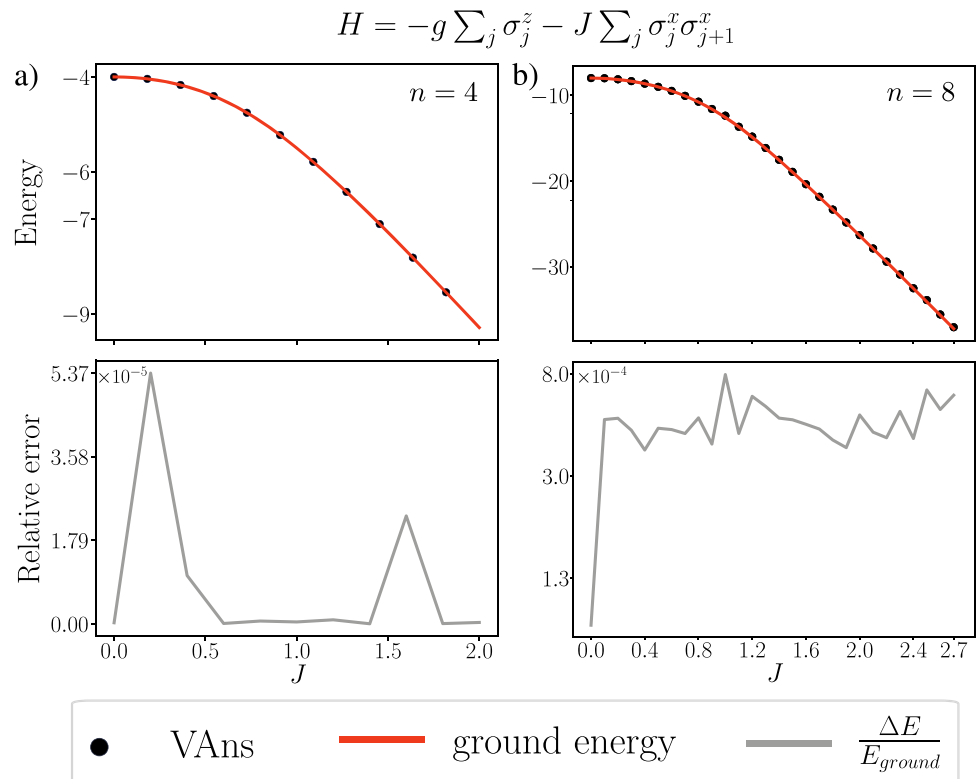 H = −g ∑_j σ_j^z − J ∑_j σ_j^x σ_{j+1}^x
a)
n = 4
Energy
−4
−6
−7
−9
b)
n = 8
−10
−20
−30
Relative error
×10^{−5}
5.37
3.58
1.79
0.00
0.0 0.5 1.0 1.5 2.0
J
×10^{−4}
8.0
3.0
1.3
0.0 0.4 0.8 1.2 1.6 2.0 2.4 2.7
J
VAns ground energy ΔE / E_{ground}